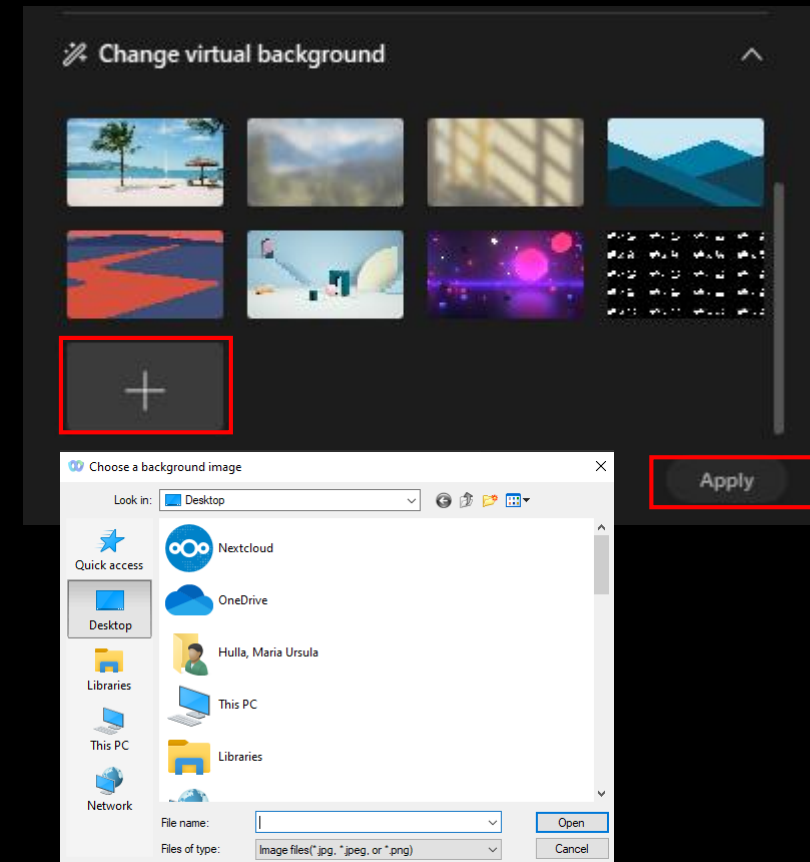 Change virtual background
Apply
Choose a background image
Look in:
Desktop
Quick access
Desktop
Libraries
This PC
Network
Nextcloud
OneDrive
Hulla, Maria Ursula
This PC
Libraries
File name:
Open
Files of type:
Image files(*.jpg, *.jpeg, or *.png)
Cancel